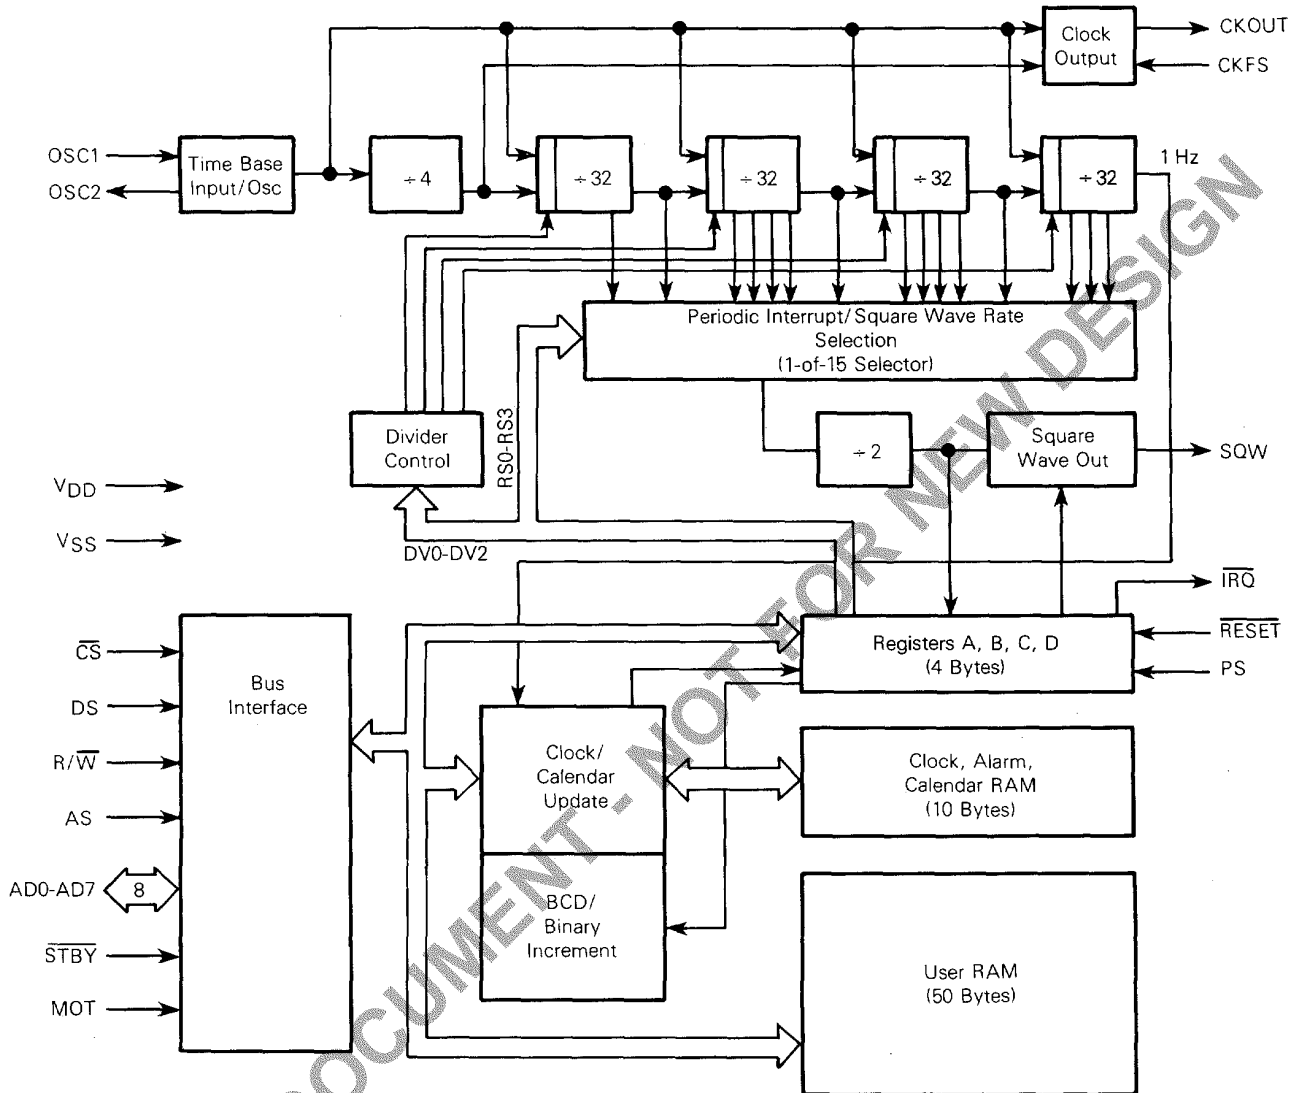 Clock
Output
CKOUT
CKFS
OSC1
OSC2
Time Base
Input/Osc
÷4
÷32
÷32
÷32
÷32
1 Hz
Periodic Interrupt/Square Wave Rate
Selection
(1-of-15 Selector)
RS0-RS3
Divider
Control
÷2
Square
Wave Out
SQW
VDD
VSS
DV0-DV2
IRQ
RESET
PS
Registers A, B, C, D
(4 Bytes)
CS
DS
R/W
AS
AD0-AD7
8
STBY
MOT
Bus
Interface
Clock/
Calendar
Update
BCD/
Binary
Increment
Clock, Alarm,
Calendar RAM
(10 Bytes)
User RAM
(50 Bytes)
DOCUMENT - NOT FOR NEW DESIGN